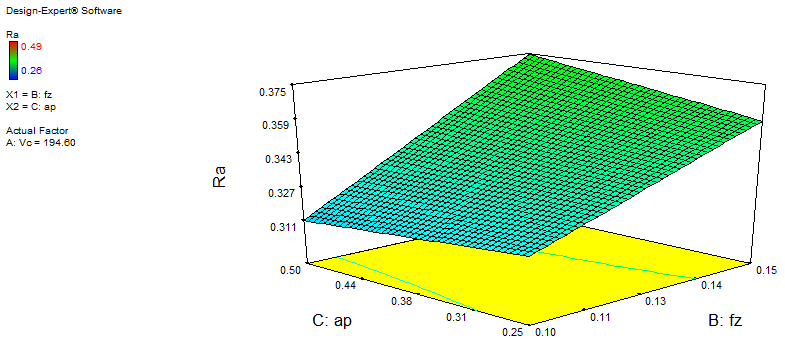 Design-Expert® Software
Ra
0.49
0.26
X1 = B: fz
X2 = C: ap
Actual Factor
A: Vc = 194.60
0.375
0.359
0.343
0.327
0.311
Ra
0.50
0.44
0.38
0.31
0.25
0.10
0.11
0.13
0.14
0.15
C: ap
B: fz